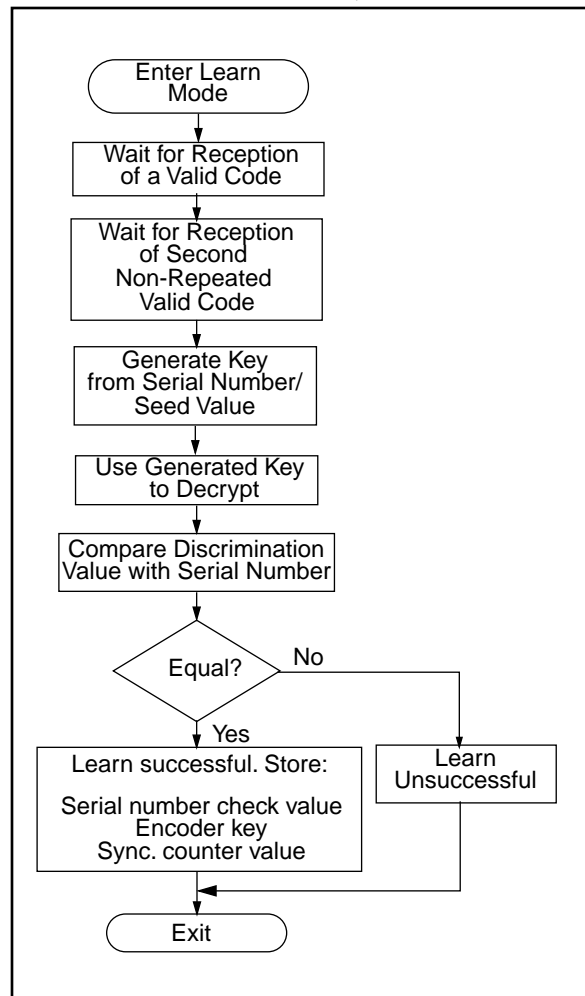 Enter Learn
Mode
Wait for Reception
of a Valid Code
Wait for Reception
of Second
Non-Repeated
Valid Code
Generate Key
from Serial Number/
Seed Value
Use Generated Key
to Decrypt
Compare Discrimination
Value with Serial Number
Equal?
No
Yes
Learn successful. Store:
Serial number check value
Encoder key
Sync. counter value
Learn
Unsuccessful
Exit